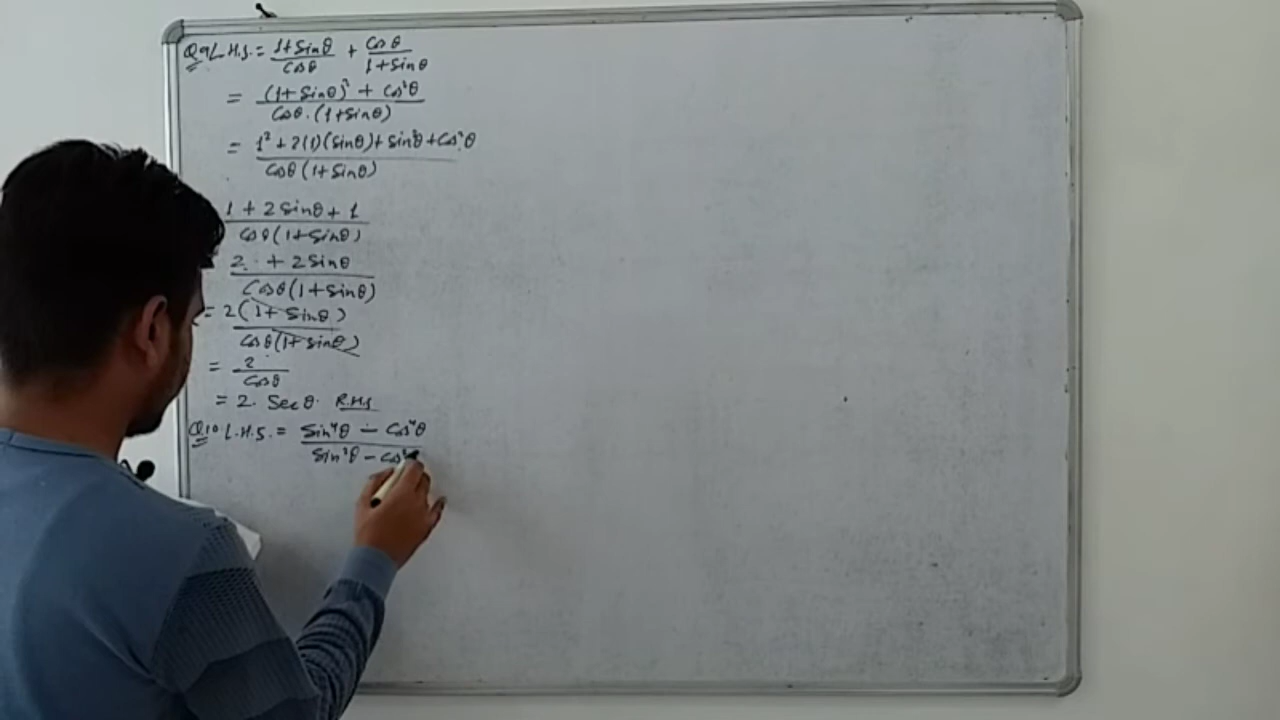 Q9 L.H.S. = 1+Sinθ/Cosθ + Cosθ/1+Sinθ
= (1+Sinθ)² + Cos²θ / Cosθ.(1+Sinθ)
= 1² + 2(1)(Sinθ) + Sin²θ + Cos²θ / Cosθ(1+Sinθ)
1 + 2Sinθ + 1 / Cosθ(1+Sinθ)
2 + 2Sinθ / Cosθ(1+Sinθ)
= 2(1+Sinθ) / Cosθ(1+Sinθ)
= 2/Cosθ
= 2. Secθ. R.H.S
Q10 L.H.S. = Sin⁴θ - Cos⁴θ / Sin²θ - Cos²